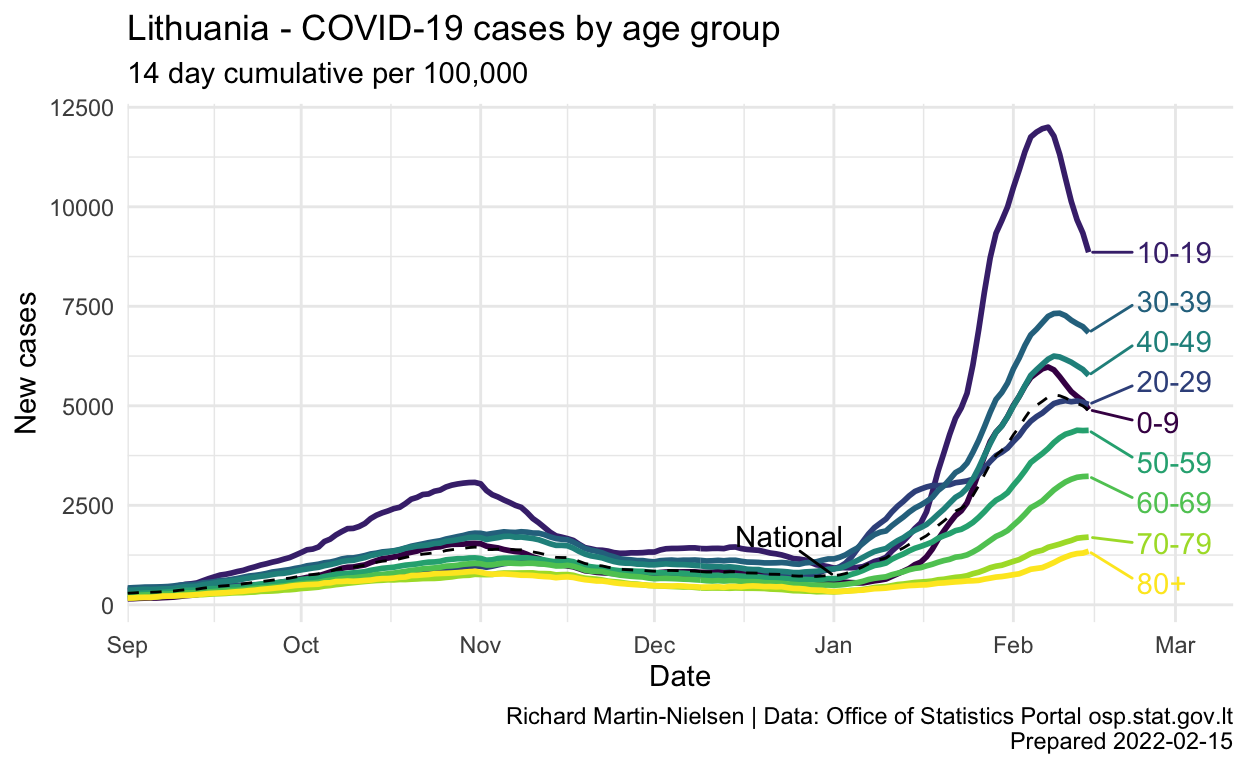 Lithuania - COVID-19 cases by age group
14 day cumulative per 100,000
12500
10000
7500
5000
2500
0
New cases
10-19
30-39
40-49
20-29
0-9
50-59
60-69
70-79
80+
National
Sep Oct Nov Dec Jan Feb Mar
Date
Richard Martin-Nielsen | Data: Office of Statistics Portal osp.stat.gov.lt
Prepared 2022-02-15